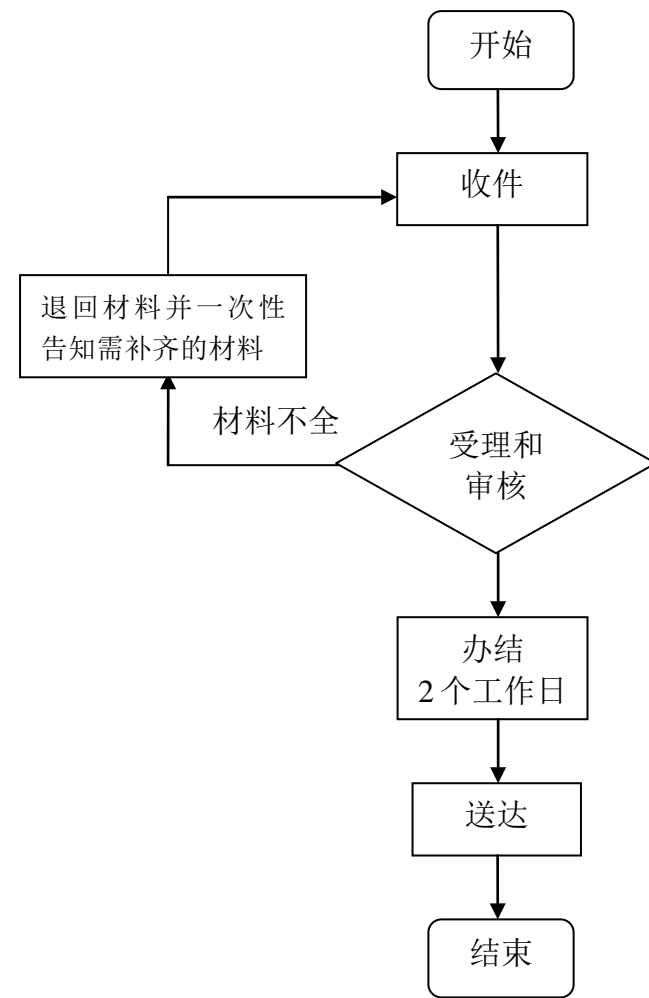 开始
收件
退回材料并一次性
告知需补齐的材料
材料不全
受理和
审核
办结
2个工作日
送达
结束